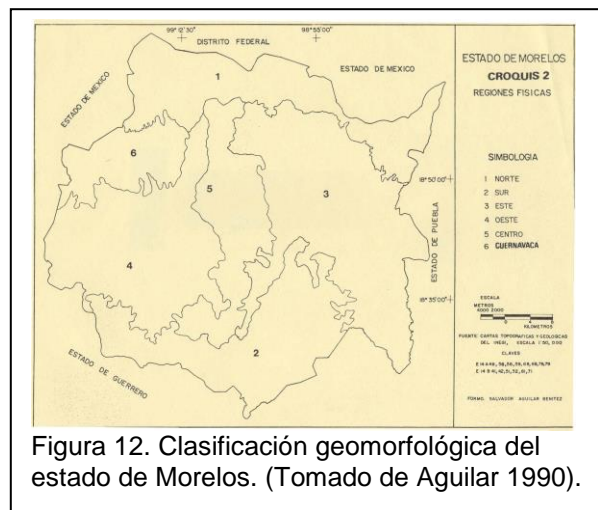 99°12'30"
98°55'00"
DISTRITO FEDERAL
ESTADO DE MEXICO
ESTADO DE MEXICO
1
6
5
3
4
2
18°50'00"
ESTADO DE PUEBLA
18°35'00"
ESTADO DE GUERRERO
ESTADO DE MORELOS
CROQUIS 2
REGIONES FISICAS
SIMBOLOGIA
1 NORTE
2 SUR
3 ESTE
4 OESTE
5 CENTRO
6 CUERNAVACA
ESCALA
METROS
KILOMETROS
FUENTE: CARTAS TOPOGRAFICAS Y GEOLOGICAS
DEL INEGI, ESCALA 1:50,000
CLAVES
FORMO: SALVADOR AGUILAR BENITEZ
Figura 12. Clasificación geomorfológica del
estado de Morelos. (Tomado de Aguilar 1990).